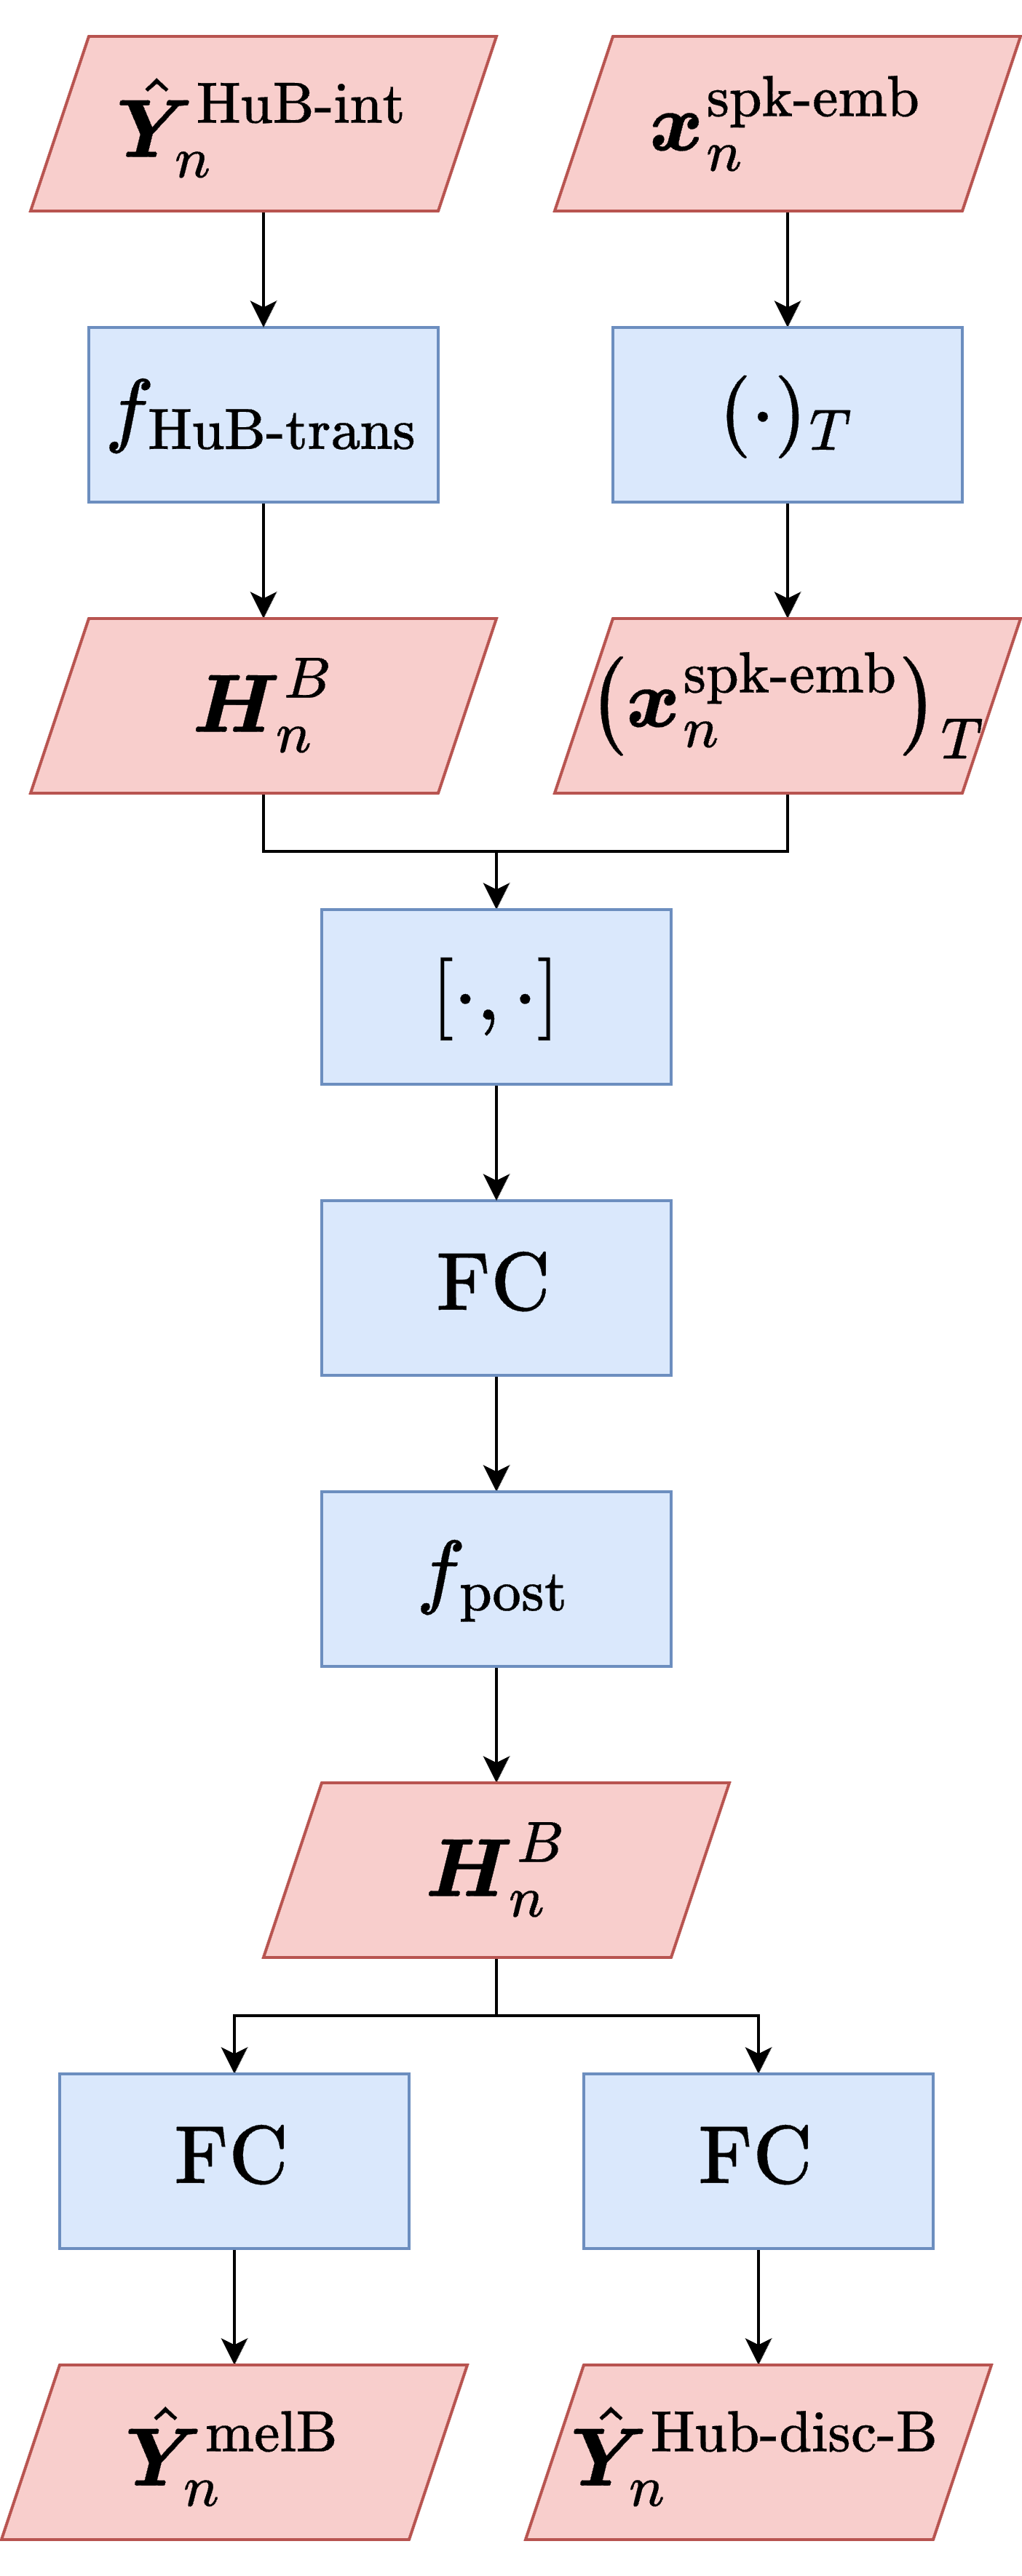 $\hat{\boldsymbol{Y}}_n^{\text{HuB-int}}$
$\boldsymbol{x}_n^{\text{spk-emb}}$
$f_{\text{HuB-trans}}$
$(\cdot)_T$
$\boldsymbol{H}_n^B$
$\left(\boldsymbol{x}_n^{\text{spk-emb}}\right)_T$
$[\cdot, \cdot]$
FC
$f_{\text{post}}$
$\boldsymbol{H}_n^B$
FC
FC
$\hat{\boldsymbol{Y}}_n^{\text{melB}}$
$\hat{\boldsymbol{Y}}_n^{\text{Hub-disc-B}}$